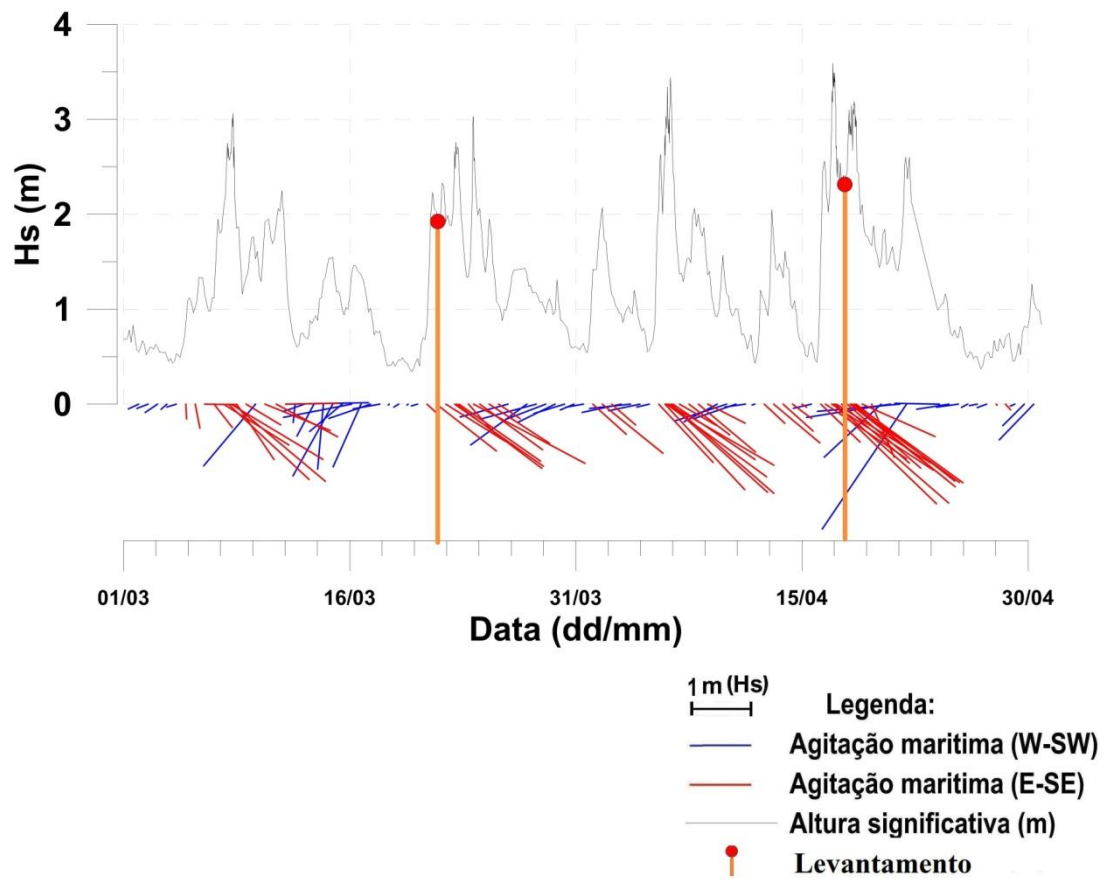 4
3
2
1
0
Hs (m)
01/03 16/03 31/03 15/04 30/04
Data (dd/mm)
1 m (Hs)
Legenda:
Agitação maritima (W-SW)
Agitação maritima (E-SE)
Altura significativa (m)
Levantamento